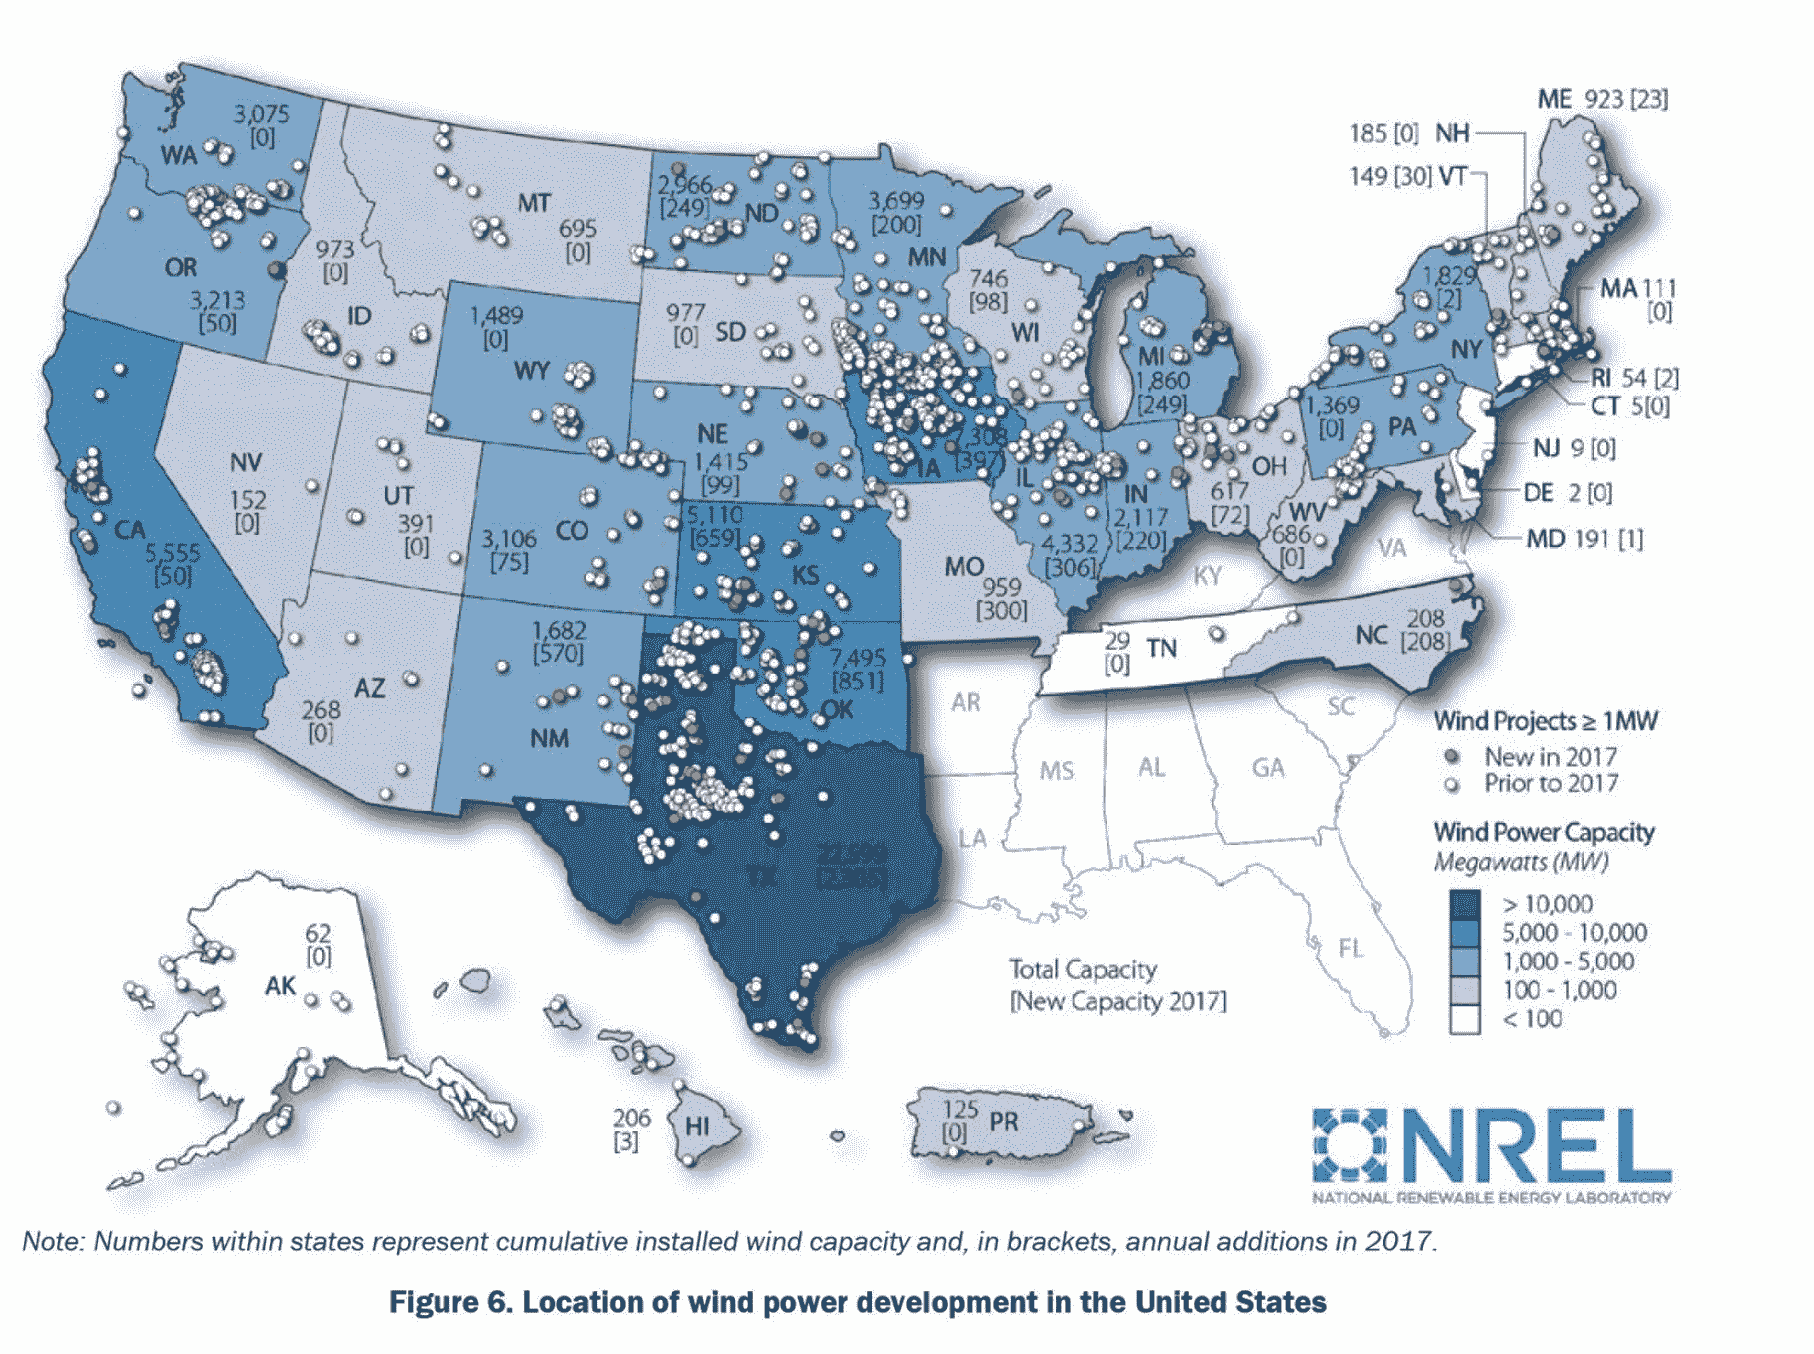 ME 923 [23]
185 [0] NH
149 [30] VT
3,075
[0]
WA
MT
695
[0]
2,966
[249]
ND
3,699
[200]
MN
OR
3,213
[50]
973
[0]
ID
1,489
[0]
WY
977
[0]
SD
746
[98]
WI
MI
1,860
[249]
1,829
[2]
NY
MA 111
[0]
RI 54 [2]
CT 5[0]
NJ 9 [0]
DE 2 [0]
MD 191 [1]
1,369
[0]
PA
NV
152
[0]
UT
391
[0]
CA
5,555
[50]
3,106
[75]
CO
NE
1,415
[99]
7,308
[397]
IA
IL
4,332
[306]
IN
2,117
[220]
OH
617
[72]
WV
686
[0]
VA
KY
5,110
[659]
KS
MO
959
[300]
29
[0]
TN
NC
208
[208]
AZ
268
[0]
1,682
[570]
NM
7,495
[851]
OK
TX
AR
SC
MS
AL
GA
LA
FL
Wind Projects ≥ 1MW
New in 2017
Prior to 2017
Wind Power Capacity
Megawatts (MW)
> 10,000
5,000 - 10,000
1,000 - 5,000
100 - 1,000
< 100
Total Capacity
[New Capacity 2017]
62
[0]
AK
206
[3]
HI
125
[0]
PR
NREL
NATIONAL RENEWABLE ENERGY LABORATORY
Note: Numbers within states represent cumulative installed wind capacity and, in brackets, annual additions in 2017.
Figure 6. Location of wind power development in the United States